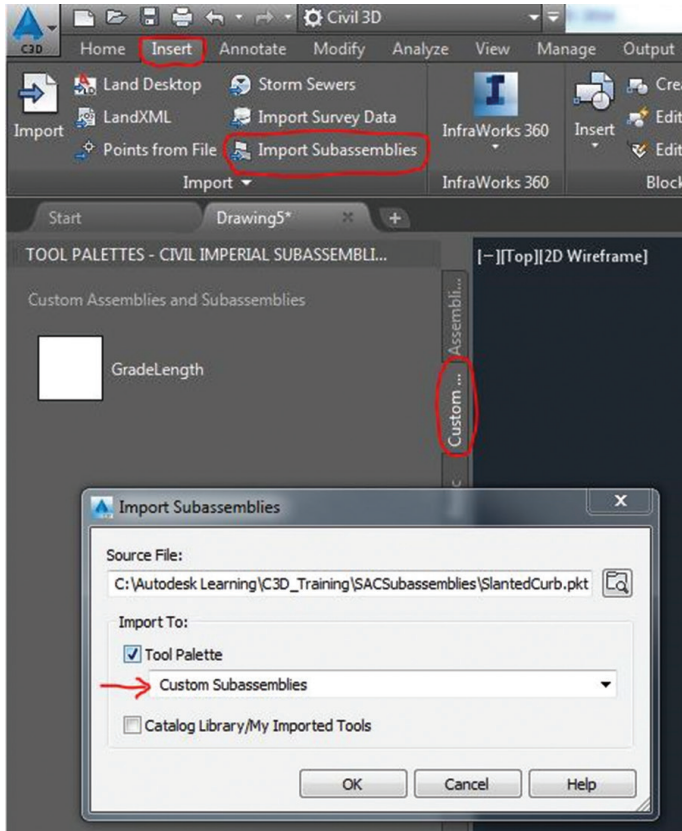 Civil 3D
C3D
Home Insert Annotate Modify Analyze View Manage Output
Import
Land Desktop
LandXML
Points from File
Storm Sewers
Import Survey Data
Import Subassemblies
InfraWorks 360
Insert
Crea
Edit
Edit
Import InfraWorks 360 Block
Start Drawing5* +
TOOL PALETTES - CIVIL IMPERIAL SUBASSEMBLI...
[−][Top][2D Wireframe]
Custom Assemblies and Subassemblies
GradeLength
Assembli...
Custom ...
Import Subassemblies
Source File:
C:\Autodesk Learning\C3D_Training\SACSubassemblies\SlantedCurb.pkt
Import To:
Tool Palette
Custom Subassemblies
Catalog Library/My Imported Tools
OK Cancel Help